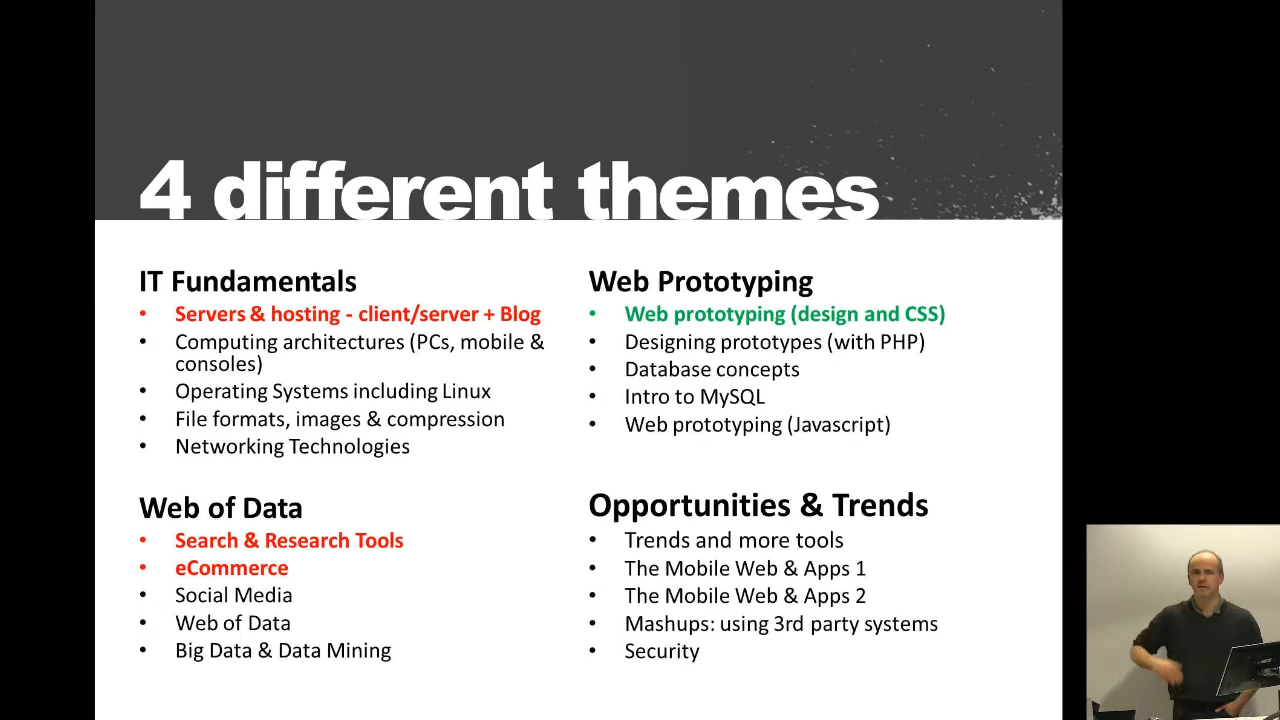 4 different themes
IT Fundamentals
• Servers & hosting - client/server + Blog
• Computing architectures (PCs, mobile &
consoles)
• Operating Systems including Linux
• File formats, images & compression
• Networking Technologies
Web of Data
• Search & Research Tools
• eCommerce
• Social Media
• Web of Data
• Big Data & Data Mining
Web Prototyping
• Web prototyping (design and CSS)
• Designing prototypes (with PHP)
• Database concepts
• Intro to MySQL
• Web prototyping (Javascript)
Opportunities & Trends
• Trends and more tools
• The Mobile Web & Apps 1
• The Mobile Web & Apps 2
• Mashups: using 3rd party systems
• Security